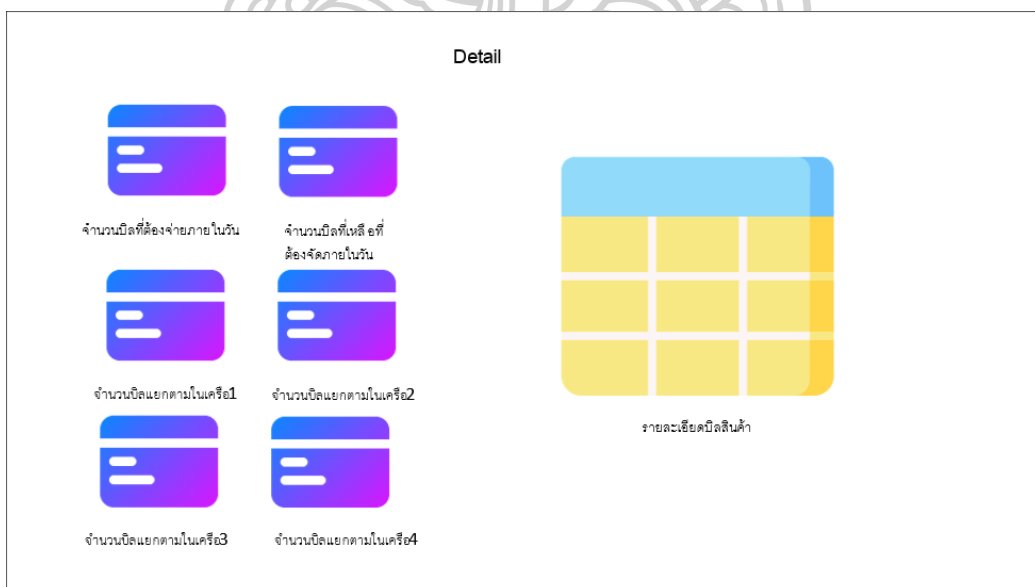 Detail
จำนวนบิลที่ต้องจ่ายภายในวัน
จำนวนบิลที่เหลือที่
ต้องจัดภายในวัน
จำนวนบิลแยกตามในเครือ1
จำนวนบิลแยกตามในเครือ2
รายละเอียดบิลสินค้า
จำนวนบิลแยกตามในเครือ3
จำนวนบิลแยกตามในเครือ4